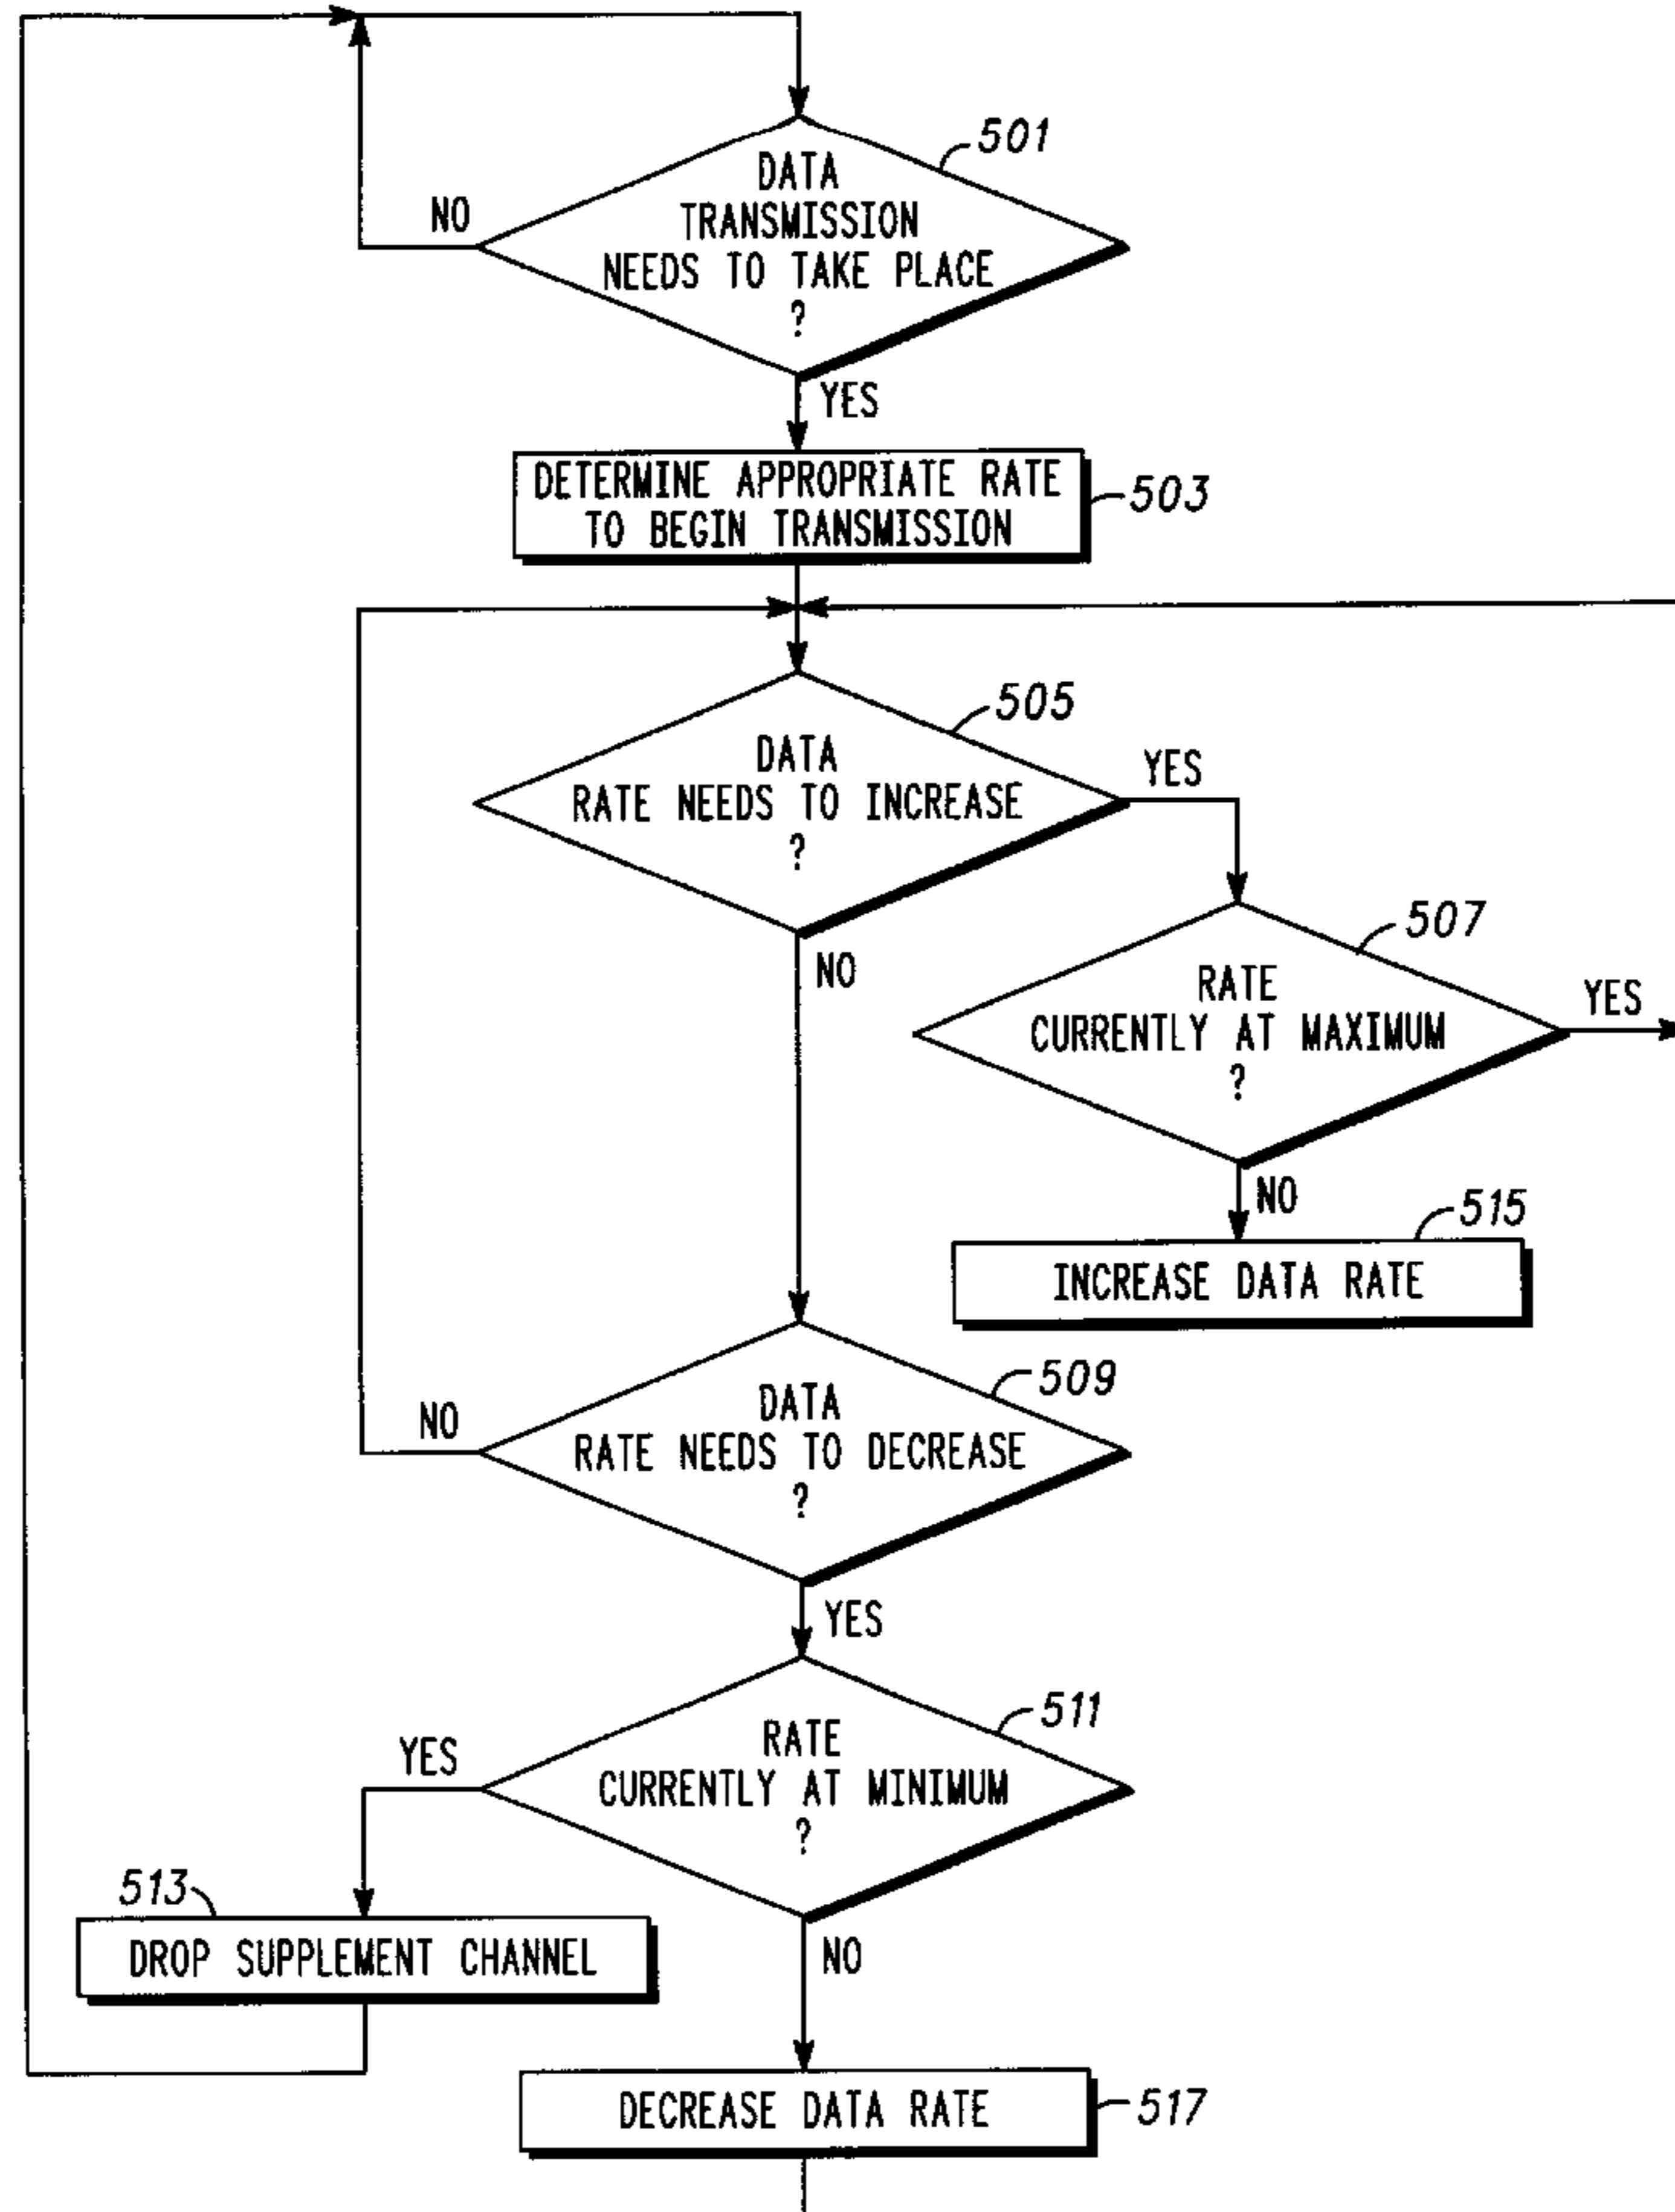 501
DATA
TRANSMISSION
NEEDS TO TAKE PLACE
?
NO
YES
DETERMINE APPROPRIATE RATE
TO BEGIN TRANSMISSION
503
505
DATA
RATE NEEDS TO INCREASE
?
YES
NO
507
RATE
CURRENTLY AT MAXIMUM
?
YES
NO
515
INCREASE DATA RATE
509
DATA
RATE NEEDS TO DECREASE
?
NO
YES
511
RATE
CURRENTLY AT MINIMUM
?
YES
NO
513
DROP SUPPLEMENT CHANNEL
DECREASE DATA RATE
517